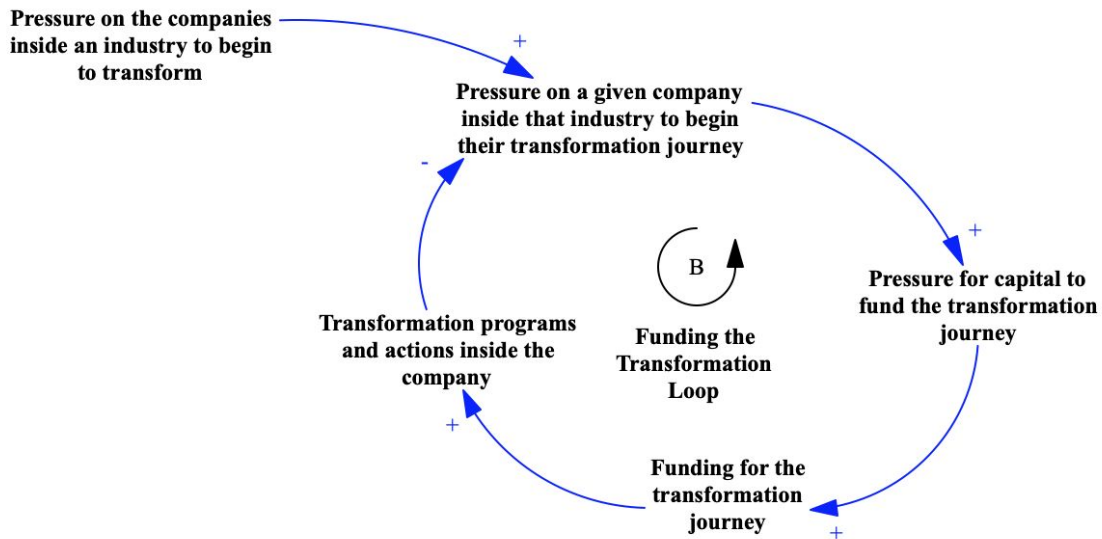 Pressure on the companies
inside an industry to begin
to transform
+
Pressure on a given company
inside that industry to begin
their transformation journey
-
+
B
Pressure for capital to
fund the transformation
journey
Transformation programs
and actions inside the
company
Funding the
Transformation
Loop
+
Funding for the
transformation
journey
+